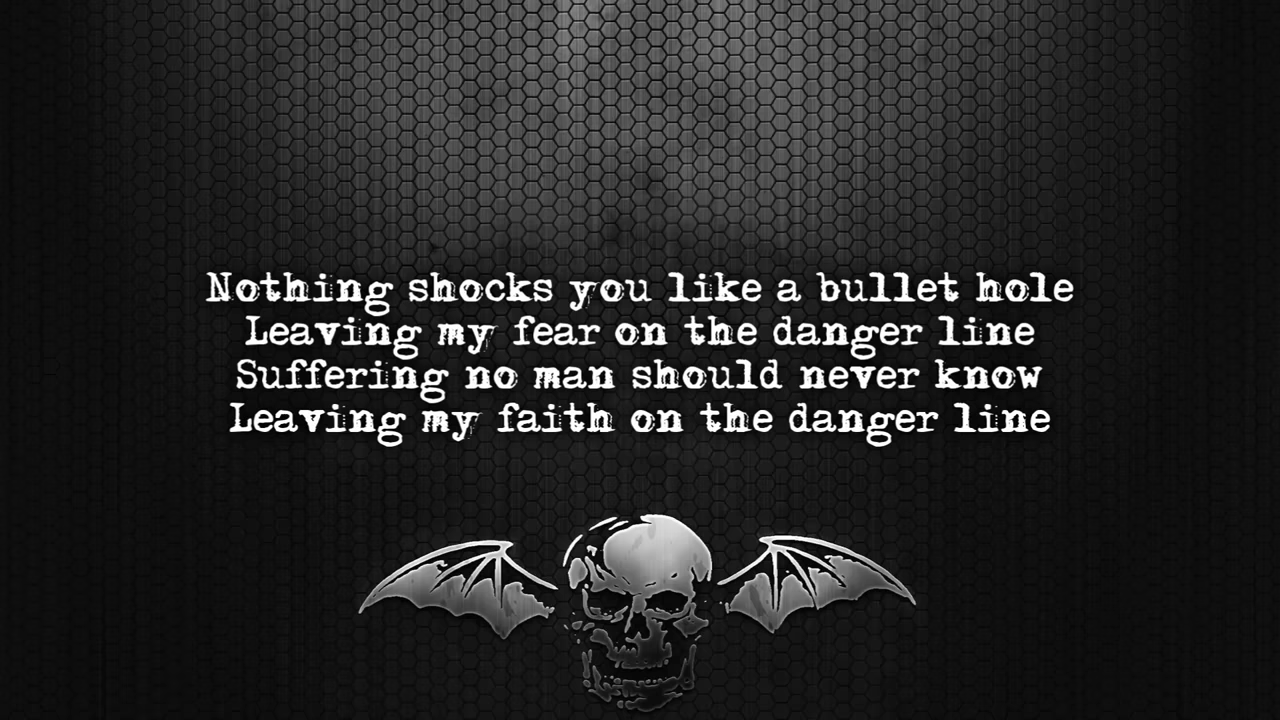 Nothing shocks you like a bullet hole
Leaving my fear on the danger line
Suffering no man should never know
Leaving my faith on the danger line